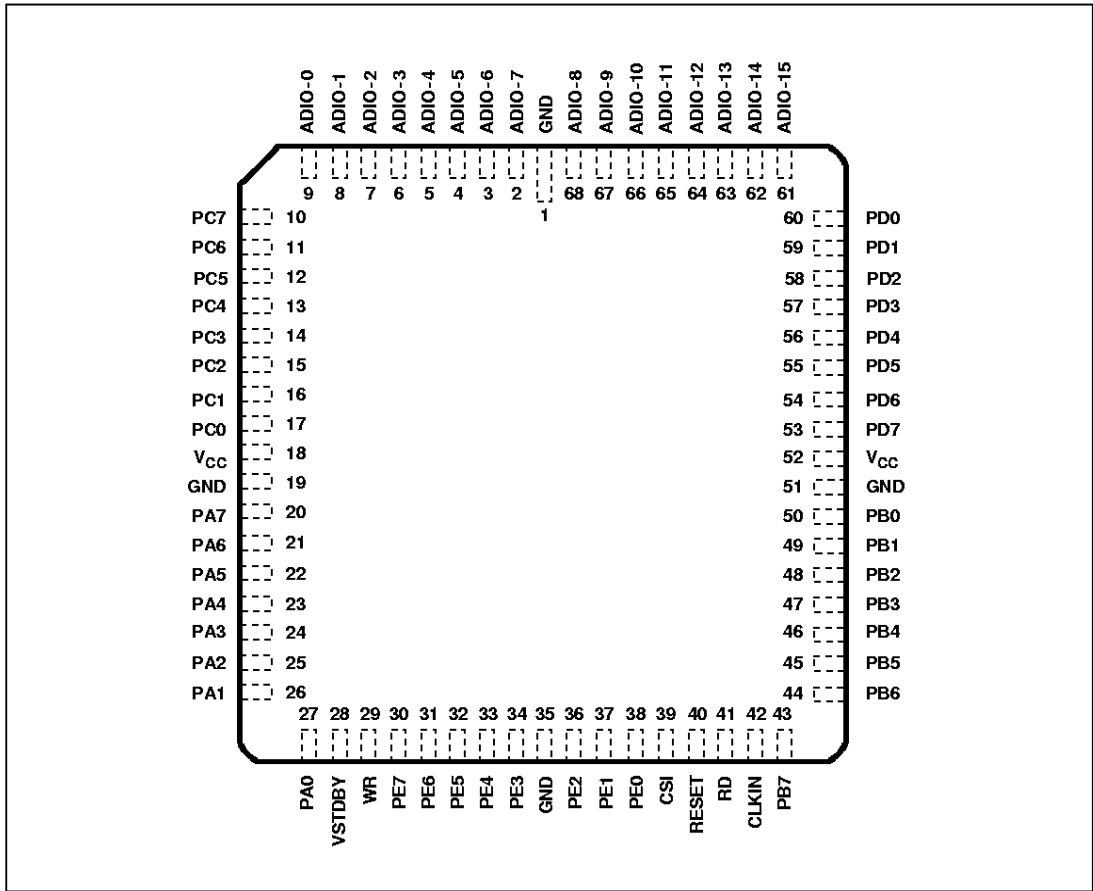 ADIO-0 ADIO-1 ADIO-2 ADIO-3 ADIO-4 ADIO-5 ADIO-6 ADIO-7 GND ADIO-8 ADIO-9 ADIO-10 ADIO-11 ADIO-12 ADIO-13 ADIO-14 ADIO-15
9 8 7 6 5 4 3 2 1 68 67 66 65 64 63 62 61
PC7 10 60 PD0
PC6 11 59 PD1
PC5 12 58 PD2
PC4 13 57 PD3
PC3 14 56 PD4
PC2 15 55 PD5
PC1 16 54 PD6
PC0 17 53 PD7
VCC 18 52 VCC
GND 19 51 GND
PA7 20 50 PB0
PA6 21 49 PB1
PA5 22 48 PB2
PA4 23 47 PB3
PA3 24 46 PB4
PA2 25 45 PB5
PA1 26 44 PB6
27 28 29 30 31 32 33 34 35 36 37 38 39 40 41 42 43
PA0 VSTDBY WR PE7 PE6 PE5 PE4 PE3 GND PE2 PE1 PE0 CSI RESET RD CLKIN PB7